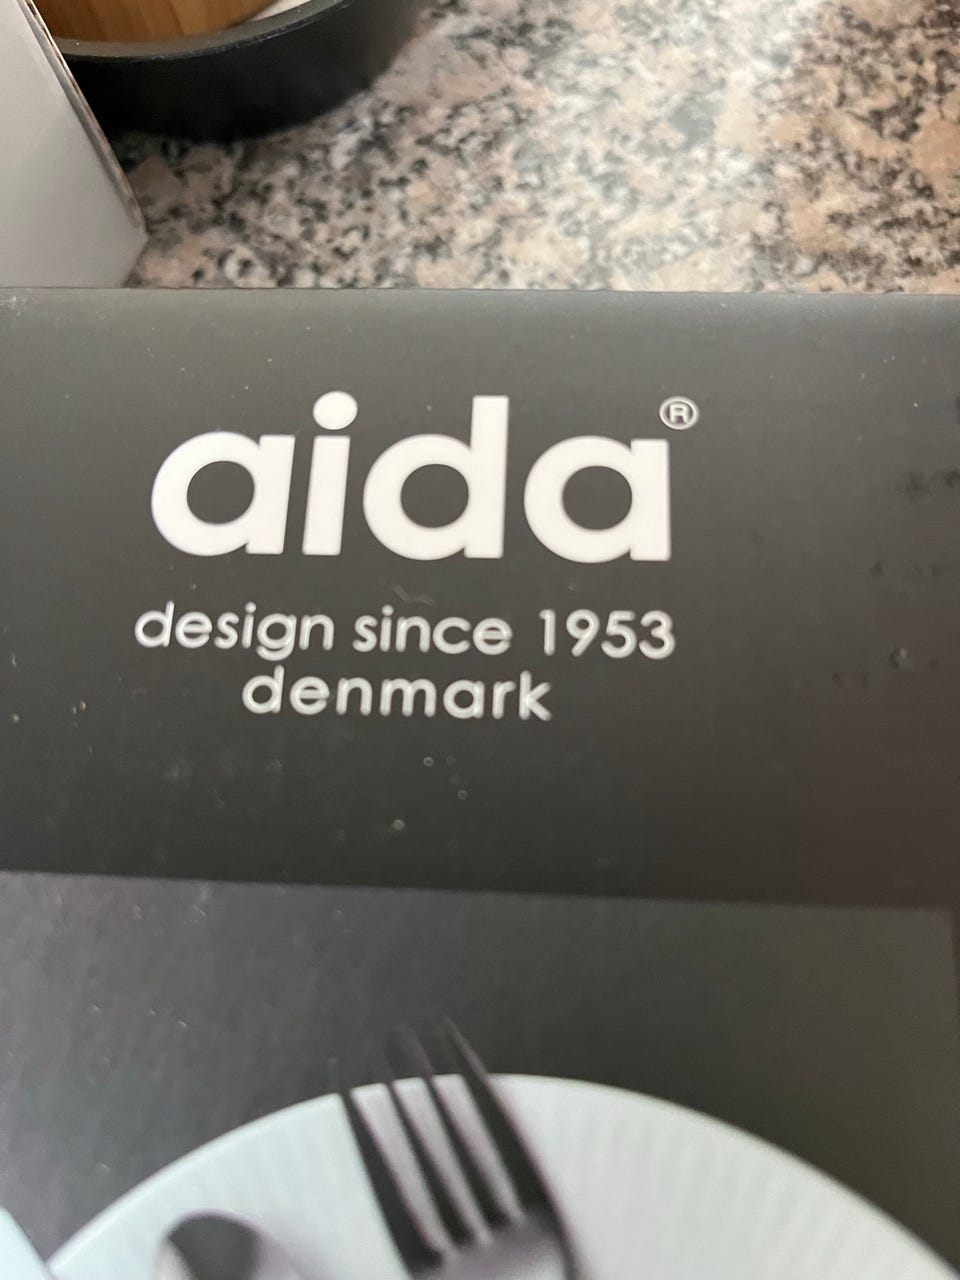 aida®
design since 1953
denmark